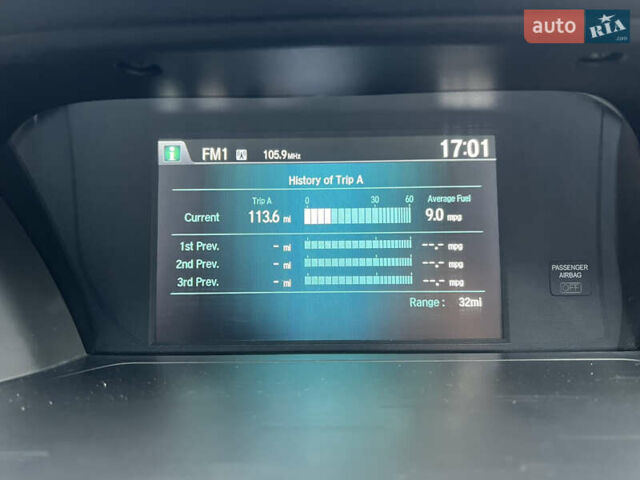 auto RIA .com
FM1 105.9MHz 17:01
History of Trip A
Trip A 0 30 60 Average Fuel
Current 113.6 mi 9.0 mpg
1st Prev. - mi --.- mpg
2nd Prev. - mi --.- mpg
3rd Prev. - mi --.- mpg
Range : 32mi
PASSENGER
AIRBAG
OFF